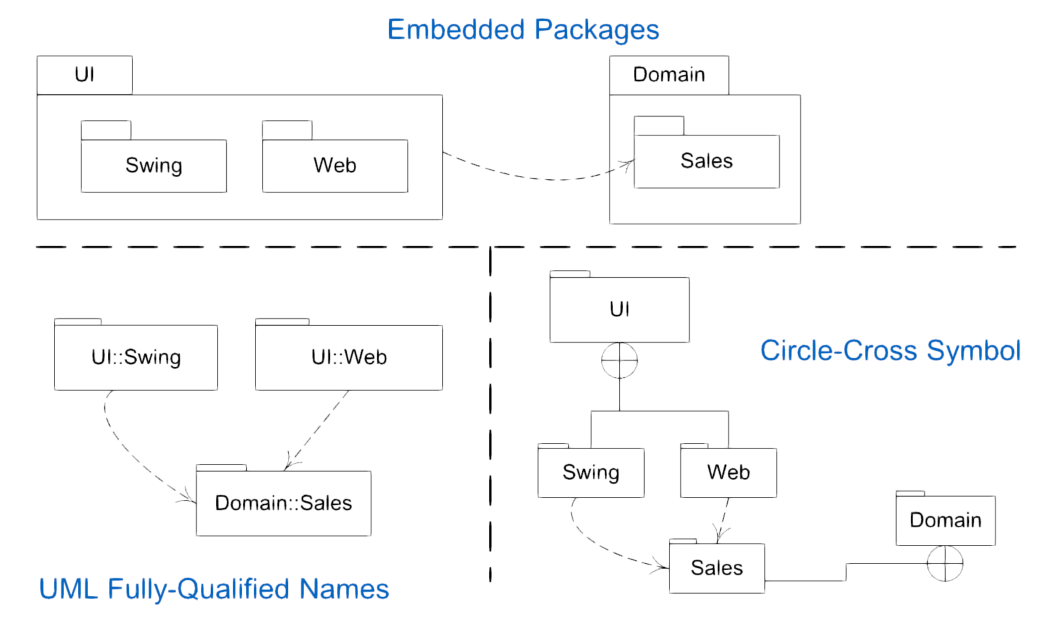 Embedded Packages
UI
Domain
Swing
Web
Sales
UI::Swing
UI::Web
Domain::Sales
UML Fully-Qualified Names
UI
Circle-Cross Symbol
Swing
Web
Domain
Sales